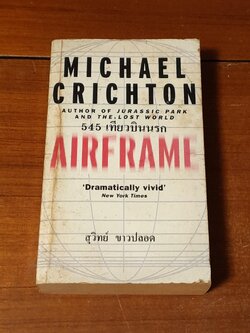 MICHAEL
CRICHTON
AUTHOR OF JURASSIC PARK
AND THE LOST WORLD
545 เที่ยวบินนรก
AIRFRAME
'Dramatically vivid'
New York Times
สุวิทย์ ขาวปลอด